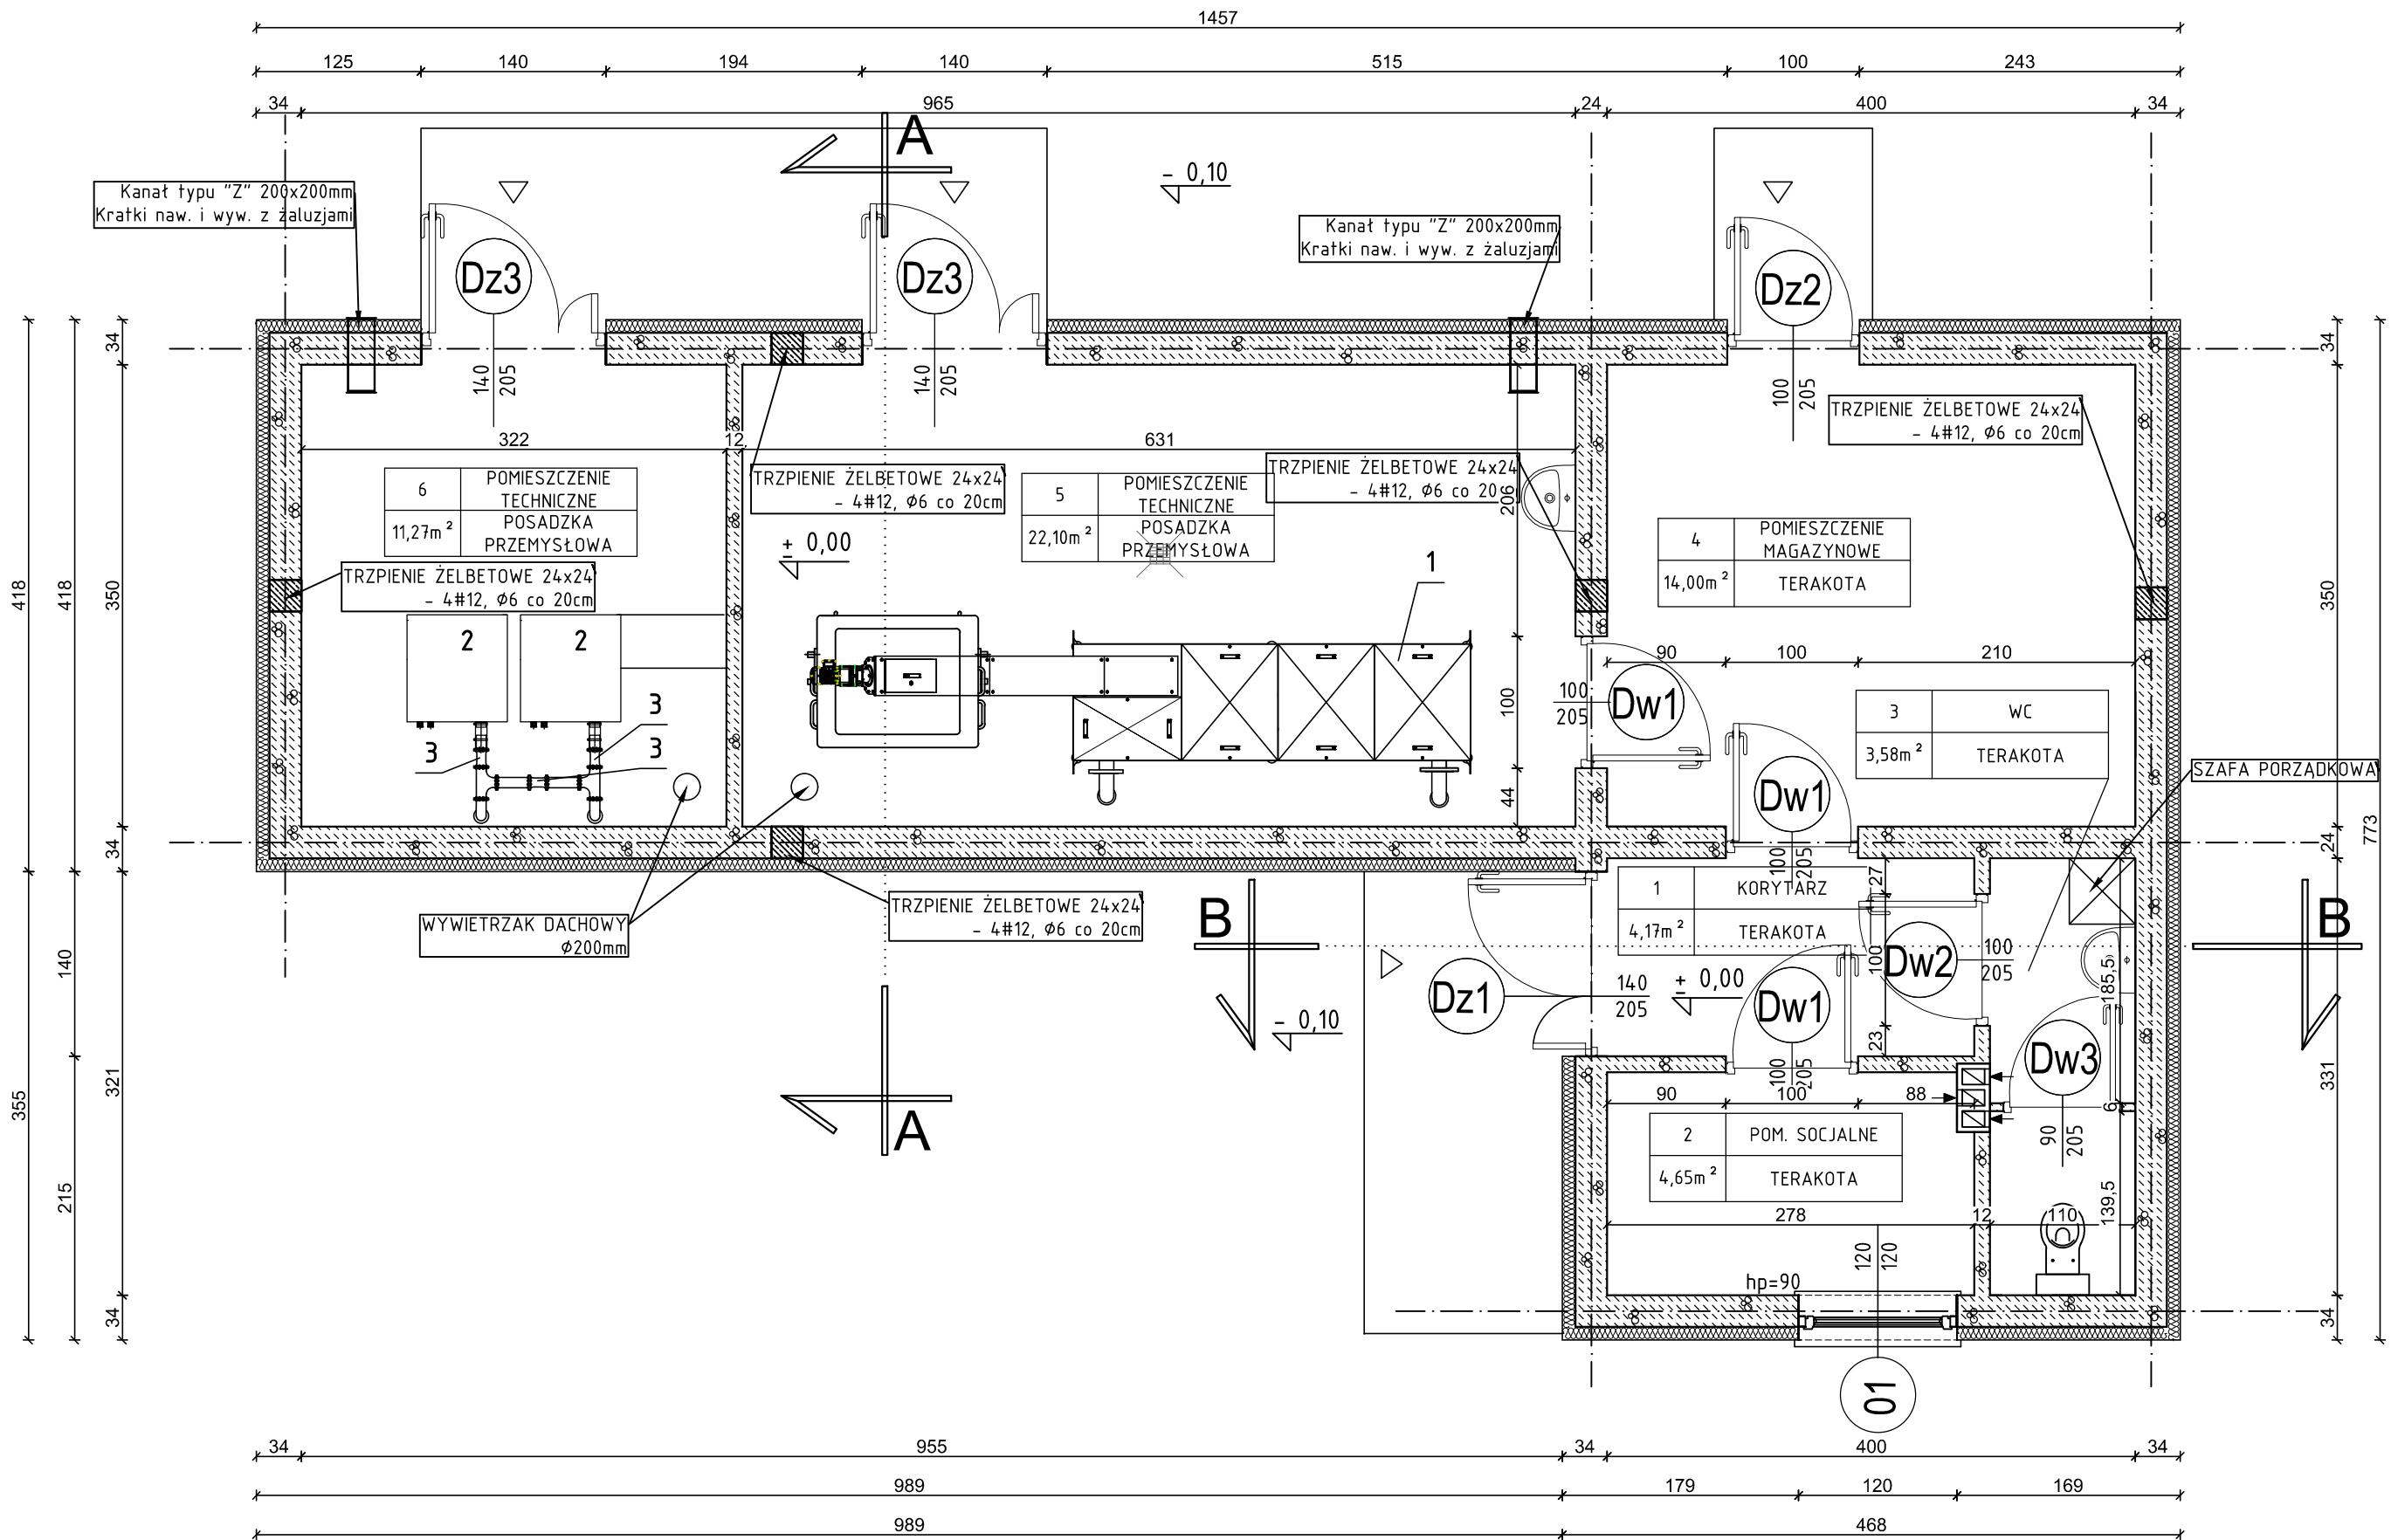 1457
125 140 194 140 515 100 243
34 965 24 400 34
A
- 0,10
Kanał typu "Z" 200x200mm
Kratki naw. i wyw. z żaluzjami
Kanał typu "Z" 200x200mm
Kratki naw. i wyw. z żaluzjami
Dz3
Dz3
Dz2
140
205
140
205
100
205
34
34
322 12 631
TRZPIENIE ŻELBETOWE 24x24
- 4#12, Ø6 co 20cm
TRZPIENIE ŻELBETOWE 24x24
- 4#12, Ø6 co 20cm
TRZPIENIE ŻELBETOWE 24x24
- 4#12, Ø6 co 20cm
206
6
POMIESZCZENIE
TECHNICZNE
11,27m²
POSADZKA
PRZEMYSŁOWA
5
POMIESZCZENIE
TECHNICZNE
22,10m²
POSADZKA
PRZEMYSŁOWA
4
POMIESZCZENIE
MAGAZYNOWE
14,00m²
TERAKOTA
± 0,00
1
TRZPIENIE ŻELBETOWE 24x24
- 4#12, Ø6 co 20cm
418
418
350
350
2
2
3
3
3
90 100 210
100
205
Dw1
100
44
3
WC
3,58m²
TERAKOTA
SZAFA PORZĄDKOWA
Dw1
100
205
34
24
773
WYWIETRZAK DACHOWY
Ø200mm
TRZPIENIE ŻELBETOWE 24x24
- 4#12, Ø6 co 20cm
1
KORYTARZ
4,17m²
TERAKOTA
27
100
23
B
B
Dw2
100
205
185,5
Dz1
140
205
± 0,00
- 0,10
Dw1
100
205
Dw3
90
205
6
355
140
215
321
331
A
90 100 88
2
POM. SOCJALNE
4,65m²
TERAKOTA
139,5
278 12 110
120
120
hp=90
34
34
01
34 955 34 400 34
989 179 120 169
989 468